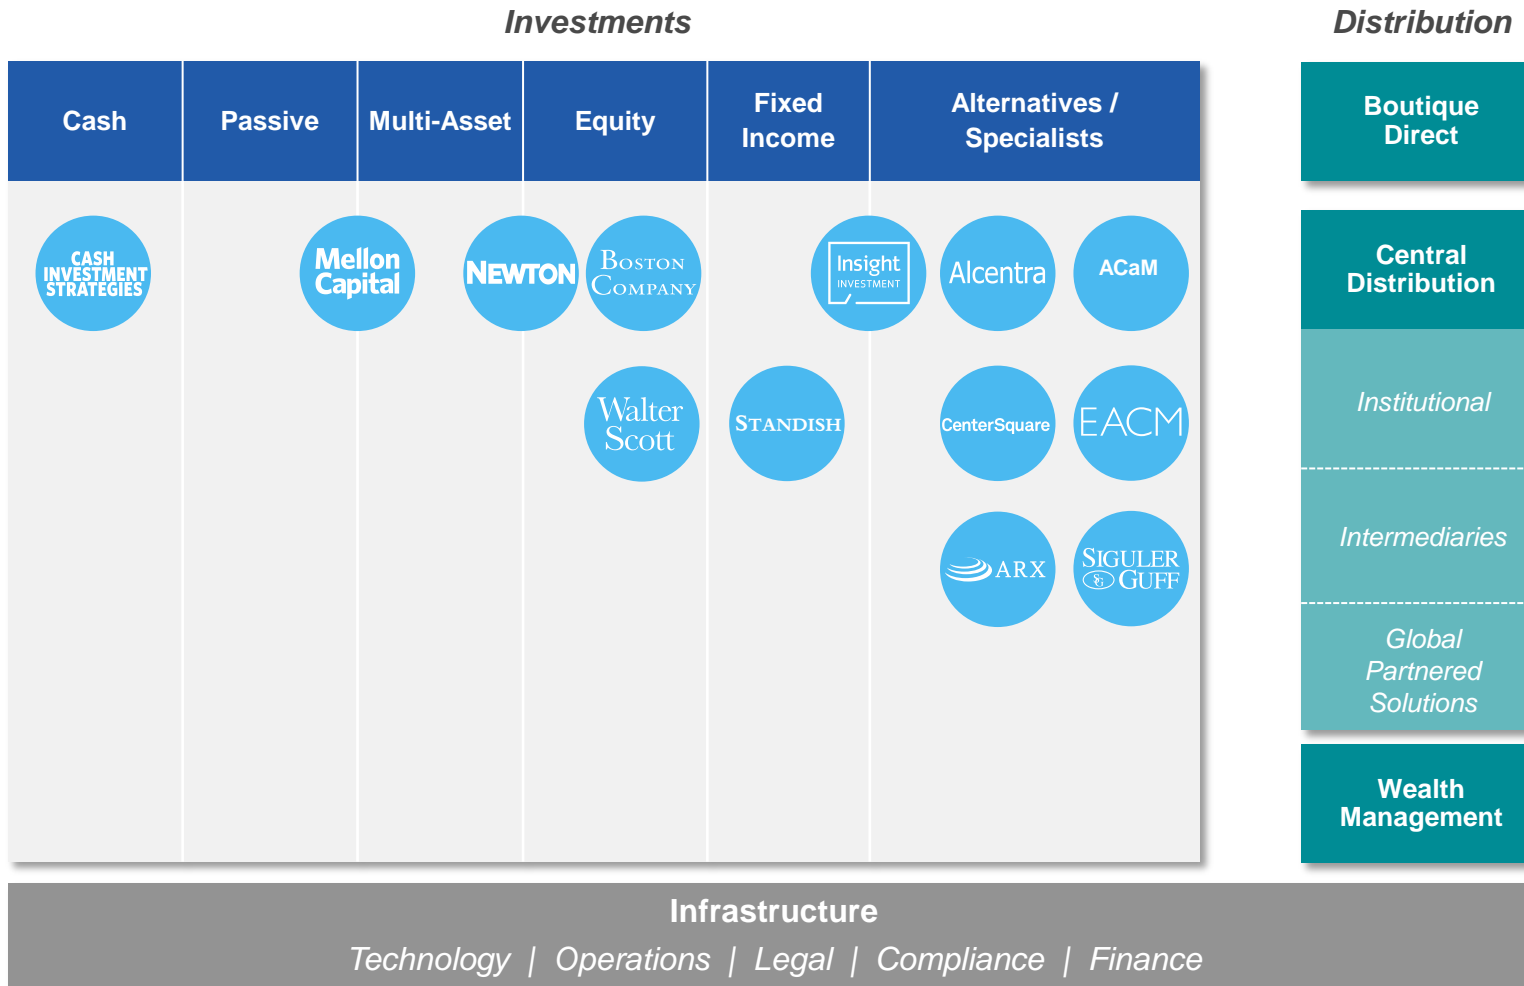 Investments
Distribution
Cash
Passive
Multi-Asset
Equity
Fixed
Income
Alternatives /
Specialists
Boutique
Direct
CASH
INVESTMENT
STRATEGIES
Mellon
Capital
NEWTON
BOSTON
COMPANY
Insight
INVESTMENT
Alcentra
ACaM
Central
Distribution
Walter
Scott
STANDISH
CenterSquare
EACM
Institutional
ARX
SIGULER
SG GUFF
Intermediaries
Global
Partnered
Solutions
Wealth
Management
Infrastructure
Technology | Operations | Legal | Compliance | Finance